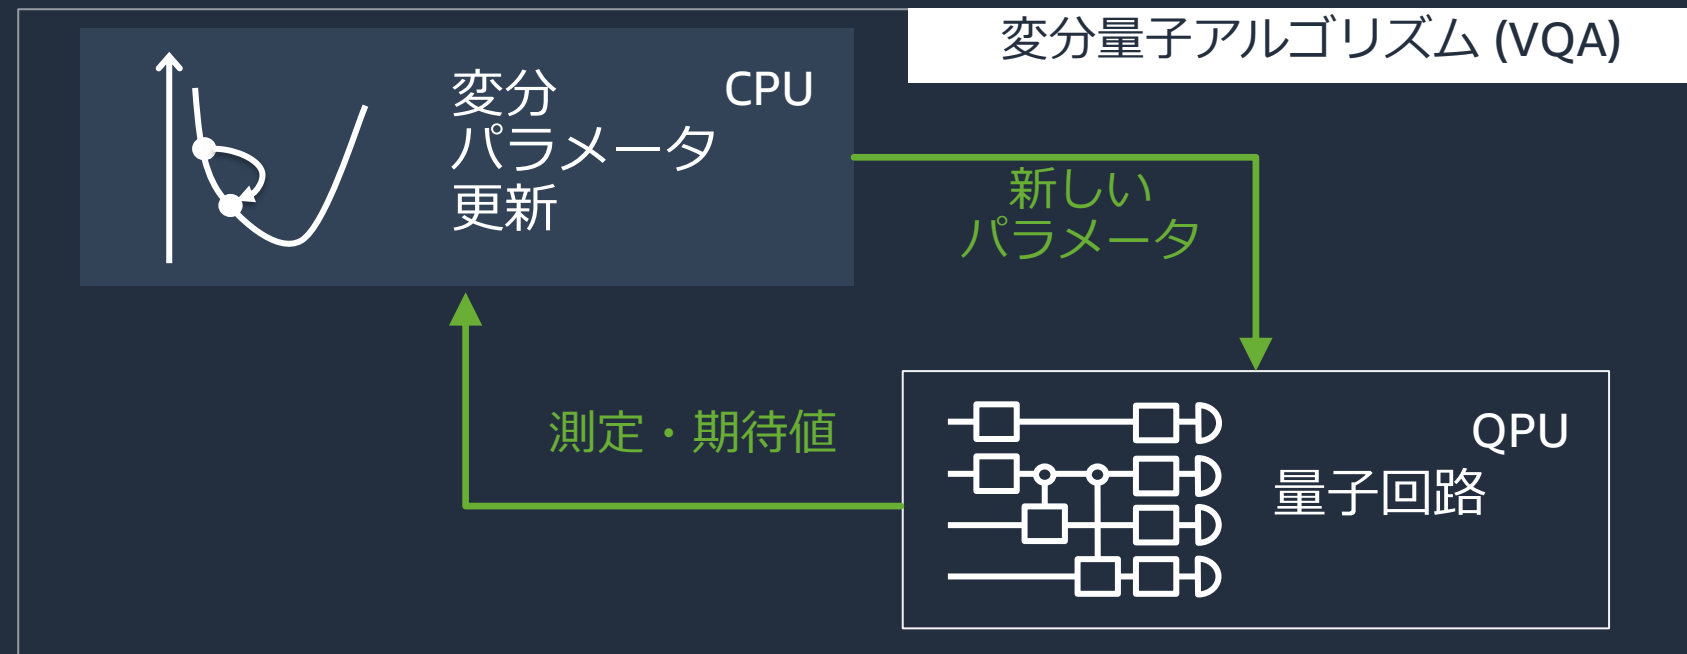 変分量子アルゴリズム (VQA)
CPU
変分
パラメータ
更新
新しい
パラメータ
測定・期待値
QPU
量子回路